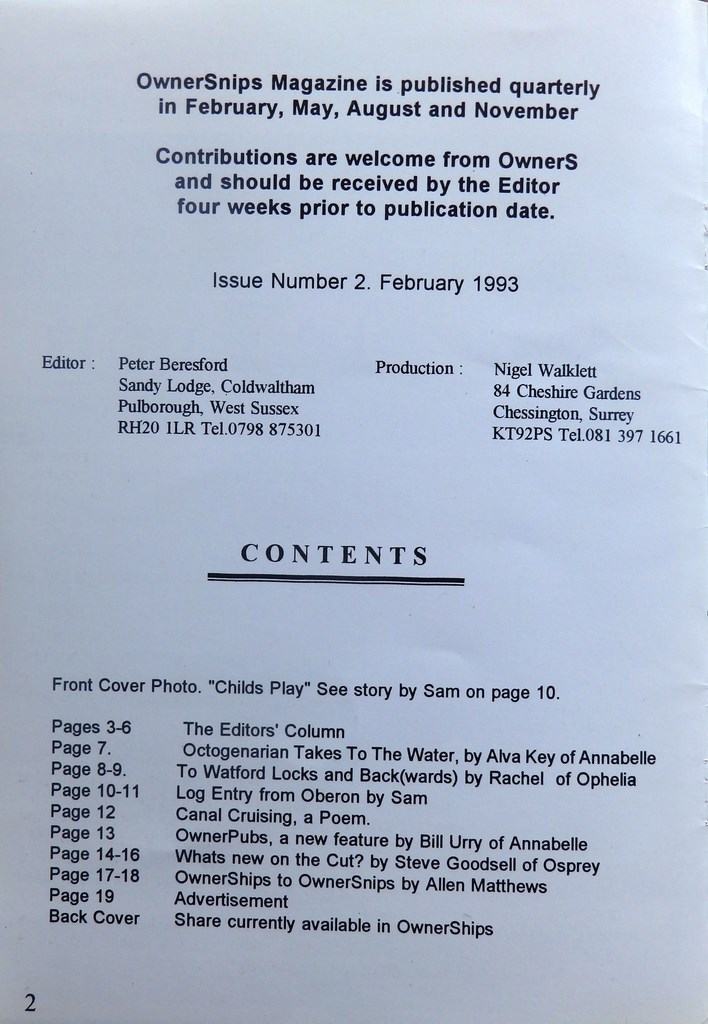 OwnerSnips Magazine is published quarterly
in February, May, August and November
Contributions are welcome from OwnerS
and should be received by the Editor
four weeks prior to publication date.
Issue Number 2. February 1993
Editor : Peter Beresford
Sandy Lodge, Coldwaltham
Pulborough, West Sussex
RH20 1LR Tel.0798 875301
Production : Nigel Walklett
84 Cheshire Gardens
Chessington, Surrey
KT92PS Tel.081 397 1661
CONTENTS
Front Cover Photo. "Childs Play" See story by Sam on page 10.
Pages 3-6 The Editors' Column
Page 7. Octogenarian Takes To The Water, by Alva Key of Annabelle
Page 8-9. To Watford Locks and Back(wards) by Rachel of Ophelia
Page 10-11 Log Entry from Oberon by Sam
Page 12 Canal Cruising, a Poem.
Page 13 OwnerPubs, a new feature by Bill Urry of Annabelle
Page 14-16 Whats new on the Cut? by Steve Goodsell of Osprey
Page 17-18 OwnerShips to OwnerSnips by Allen Matthews
Page 19 Advertisement
Back Cover Share currently available in OwnerShips
2